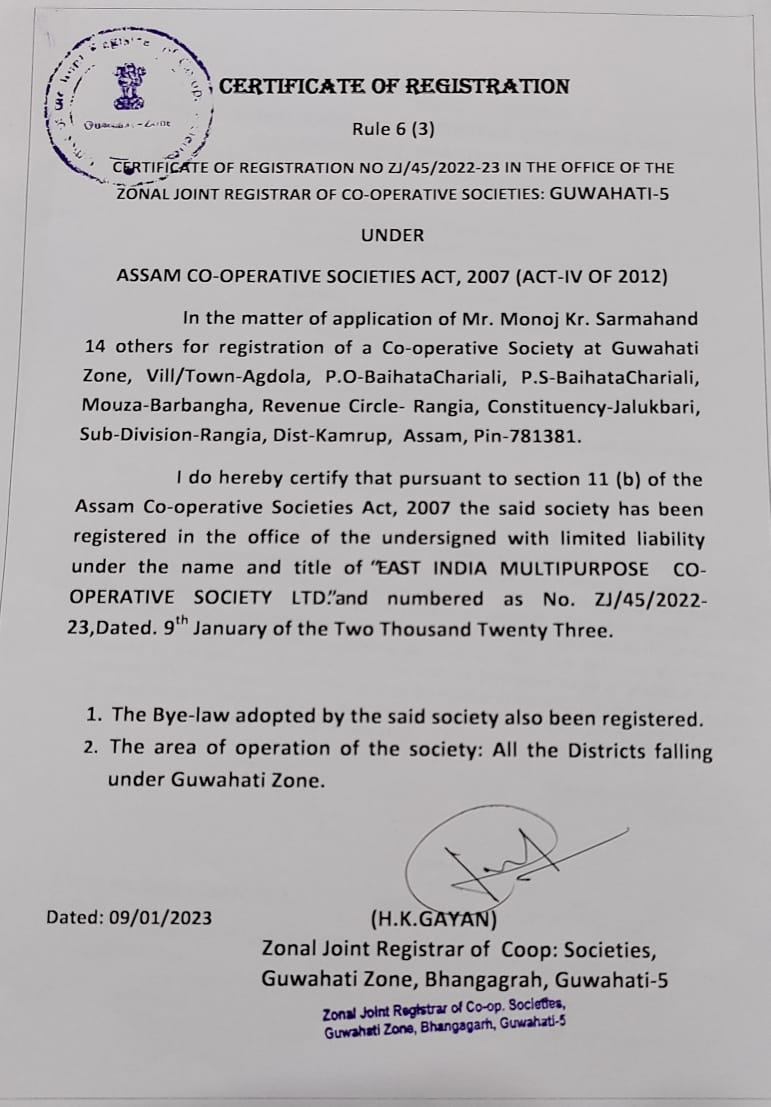 CERTIFICATE OF REGISTRATION
Rule 6 (3)
CERTIFICATE OF REGISTRATION NO ZJ/45/2022-23 IN THE OFFICE OF THE
ZONAL JOINT REGISTRAR OF CO-OPERATIVE SOCIETIES: GUWAHATI-5
UNDER
ASSAM CO-OPERATIVE SOCIETIES ACT, 2007 (ACT-IV OF 2012)
In the matter of application of Mr. Monoj Kr. Sarmahand
14 others for registration of a Co-operative Society at Guwahati
Zone, Vill/Town-Agdola, P.O-BaihataChariali, P.S-BaihataChariali,
Mouza-Barbangha, Revenue Circle- Rangia, Constituency-Jalukbari,
Sub-Division-Rangia, Dist-Kamrup, Assam, Pin-781381.
I do hereby certify that pursuant to section 11 (b) of the
Assam Co-operative Societies Act, 2007 the said society has been
registered in the office of the undersigned with limited liability
under the name and title of “EAST INDIA MULTIPURPOSE CO-
OPERATIVE SOCIETY LTD.”and numbered as No. ZJ/45/2022-
23,Dated. 9th January of the Two Thousand Twenty Three.
1. The Bye-law adopted by the said society also been registered.
2. The area of operation of the society: All the Districts falling
under Guwahati Zone.
Dated: 09/01/2023 (H.K.GAYAN)
Zonal Joint Registrar of Coop: Societies,
Guwahati Zone, Bhangagrah, Guwahati-5
Zonal Joint Registrar of Co-op. Societies,
Guwahati Zone, Bhangagarh, Guwahati-5